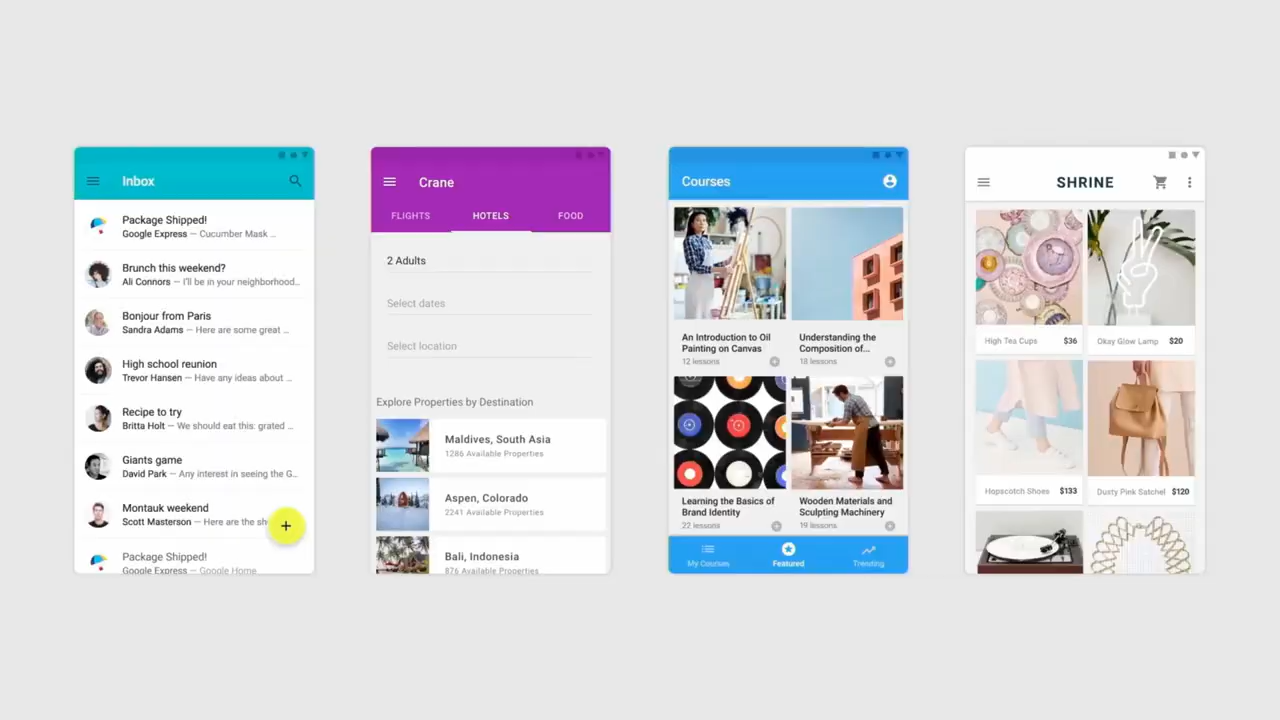 Inbox
Package Shipped!
Google Express — Cucumber Mask ...
Brunch this weekend?
Ali Connors — I'll be in your neighborhood...
Bonjour from Paris
Sandra Adams — Here are some great ...
High school reunion
Trevor Hansen — Have any ideas about ...
Recipe to try
Britta Holt — We should eat this: grated ...
Giants game
David Park — Any interest in seeing the G...
Montauk weekend
Scott Masterson — Here are the
Package Shipped!
Google Express — Google Home
Crane
FLIGHTS HOTELS FOOD
2 Adults
Select dates
Select location
Explore Properties by Destination
Maldives, South Asia
1286 Available Properties
Aspen, Colorado
2241 Available Properties
Bali, Indonesia
876 Available Properties
Courses
An Introduction to Oil
Painting on Canvas
12 lessons
Understanding the
Composition of...
18 lessons
Learning the Basics of
Brand Identity
22 lessons
Wooden Materials and
Sculpting Machinery
19 lessons
My Courses Featured Trending
SHRINE
High Tea Cups $36
Okay Glow Lamp $20
Hapscotch Shoes $133
Dusty Pink Satchel $120